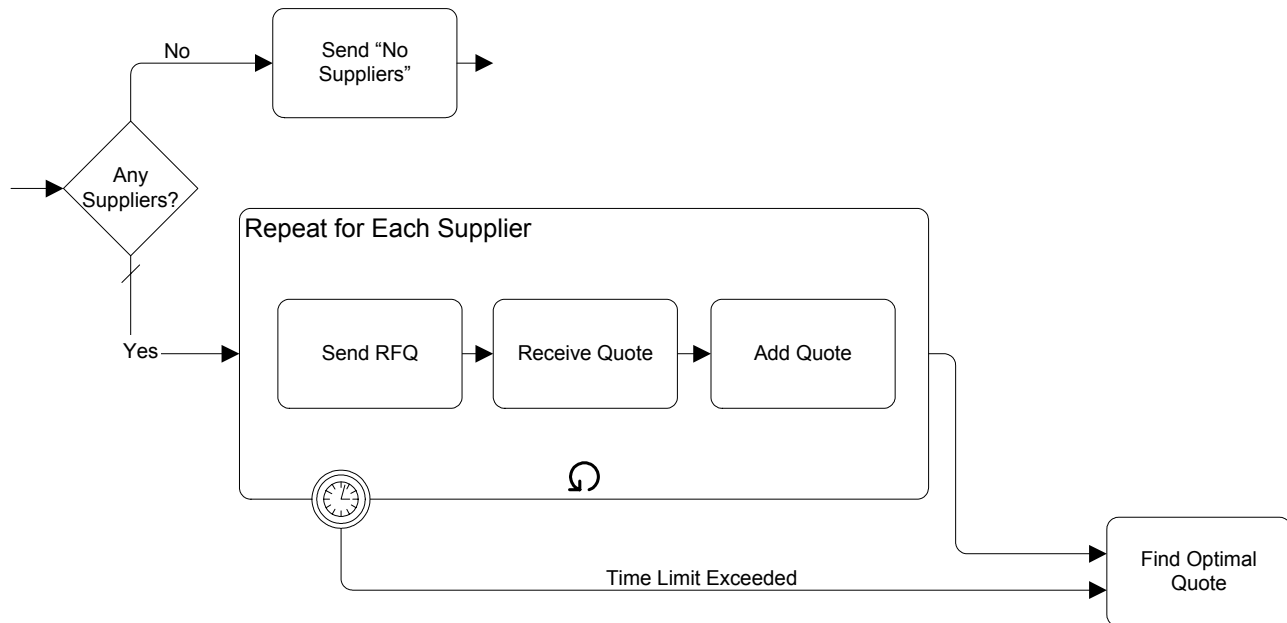 No
Send “No
Suppliers”
Any
Suppliers?
Repeat for Each Supplier
Send RFQ
Receive Quote
Add Quote
Yes
Time Limit Exceeded
Find Optimal
Quote